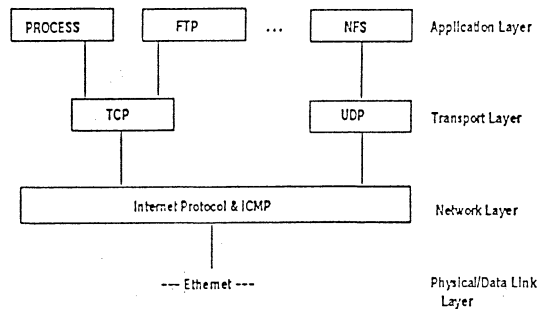 PROCESS FTP ... NFS Application Layer
TCP UDP Transport Layer
Internet Protocol & ICMP Network Layer
--- Ethernet --- Physical/Data Link
Layer